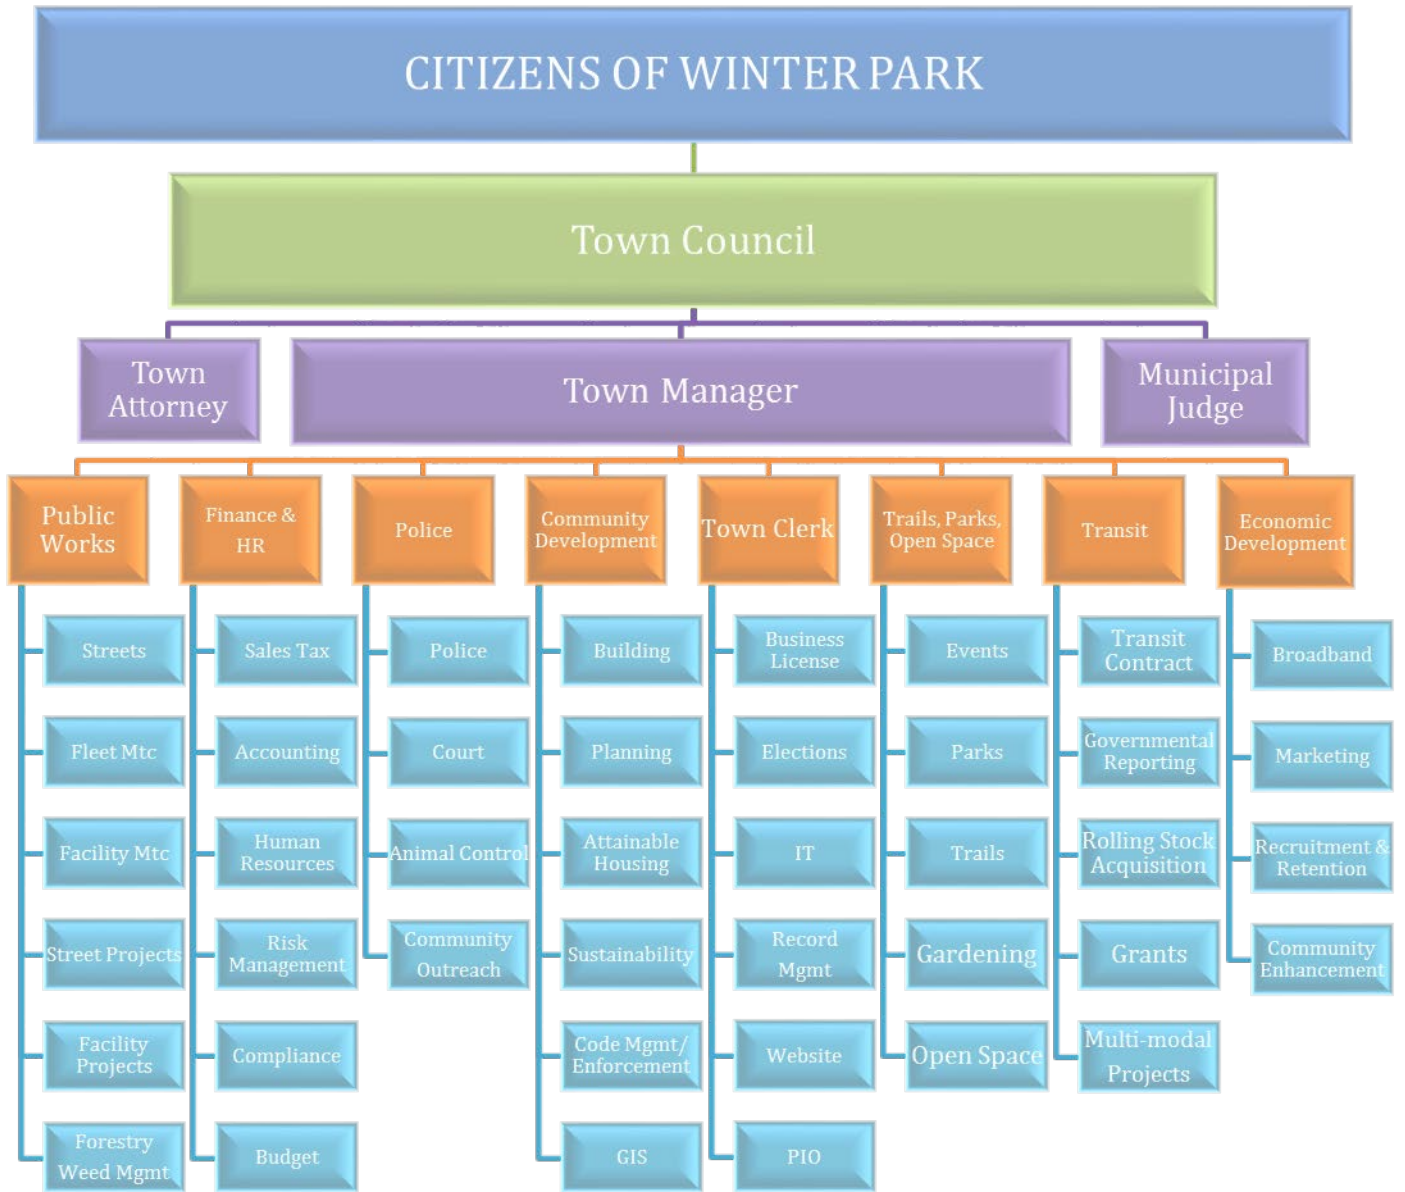 CITIZENS OF WINTER PARK
Town Council
Town
Attorney
Town Manager
Municipal
Judge
Public
Works
Finance &
HR
Police
Community
Development
Town Clerk
Trails, Parks,
Open Space
Transit
Economic
Development
Streets
Fleet Mtc
Facility Mtc
Street Projects
Facility
Projects
Forestry
Weed Mgmt
Sales Tax
Accounting
Human
Resources
Risk
Management
Compliance
Budget
Police
Court
Animal Control
Community
Outreach
Building
Planning
Attainable
Housing
Sustainability
Code Mgmt/
Enforcement
GIS
Business
License
Elections
IT
Record
Mgmt
Website
PIO
Events
Parks
Trails
Gardening
Open Space
Transit
Contract
Governmental
Reporting
Rolling Stock
Acquisition
Grants
Multi-modal
Projects
Broadband
Marketing
Recruitment &
Retention
Community
Enhancement